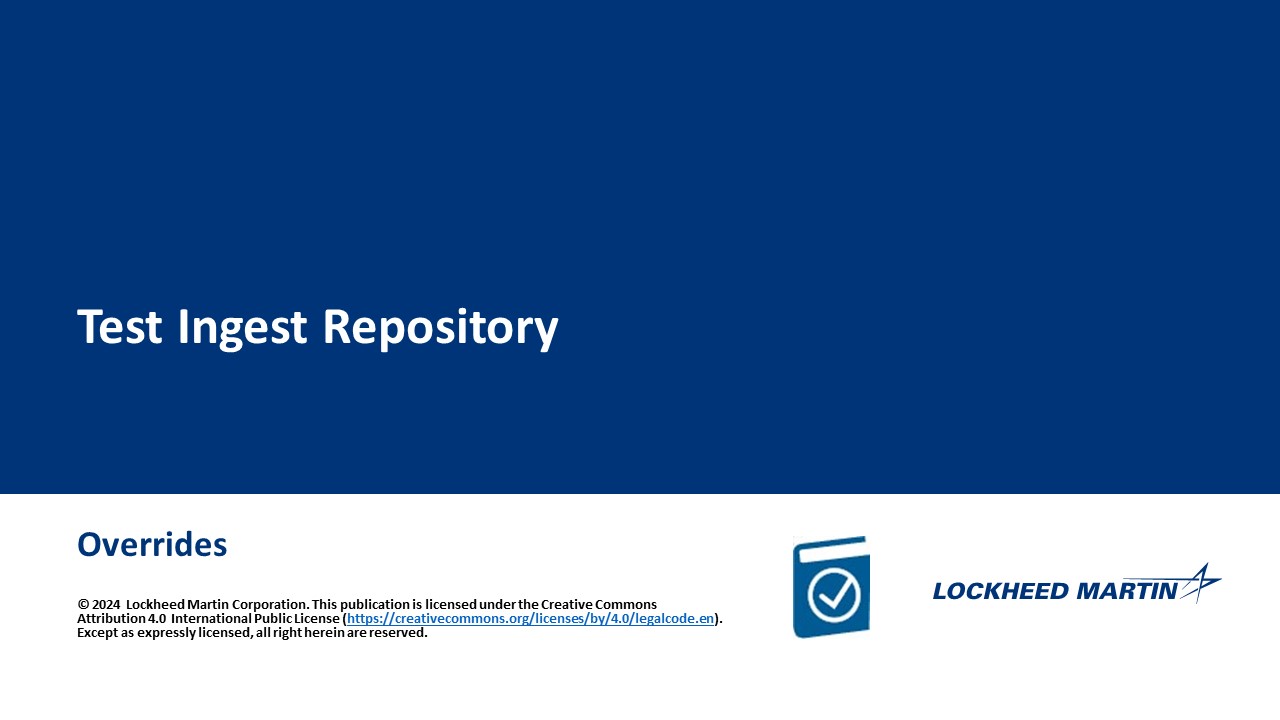 Test Ingest Repository
Overrides
© 2024 Lockheed Martin Corporation. This publication is licensed under the Creative Commons
Attribution 4.0 International Public License (https://creativecommons.org/licenses/by/4.0/legalcode.en).
Except as expressly licensed, all right herein are reserved.
LOCKHEED MARTIN